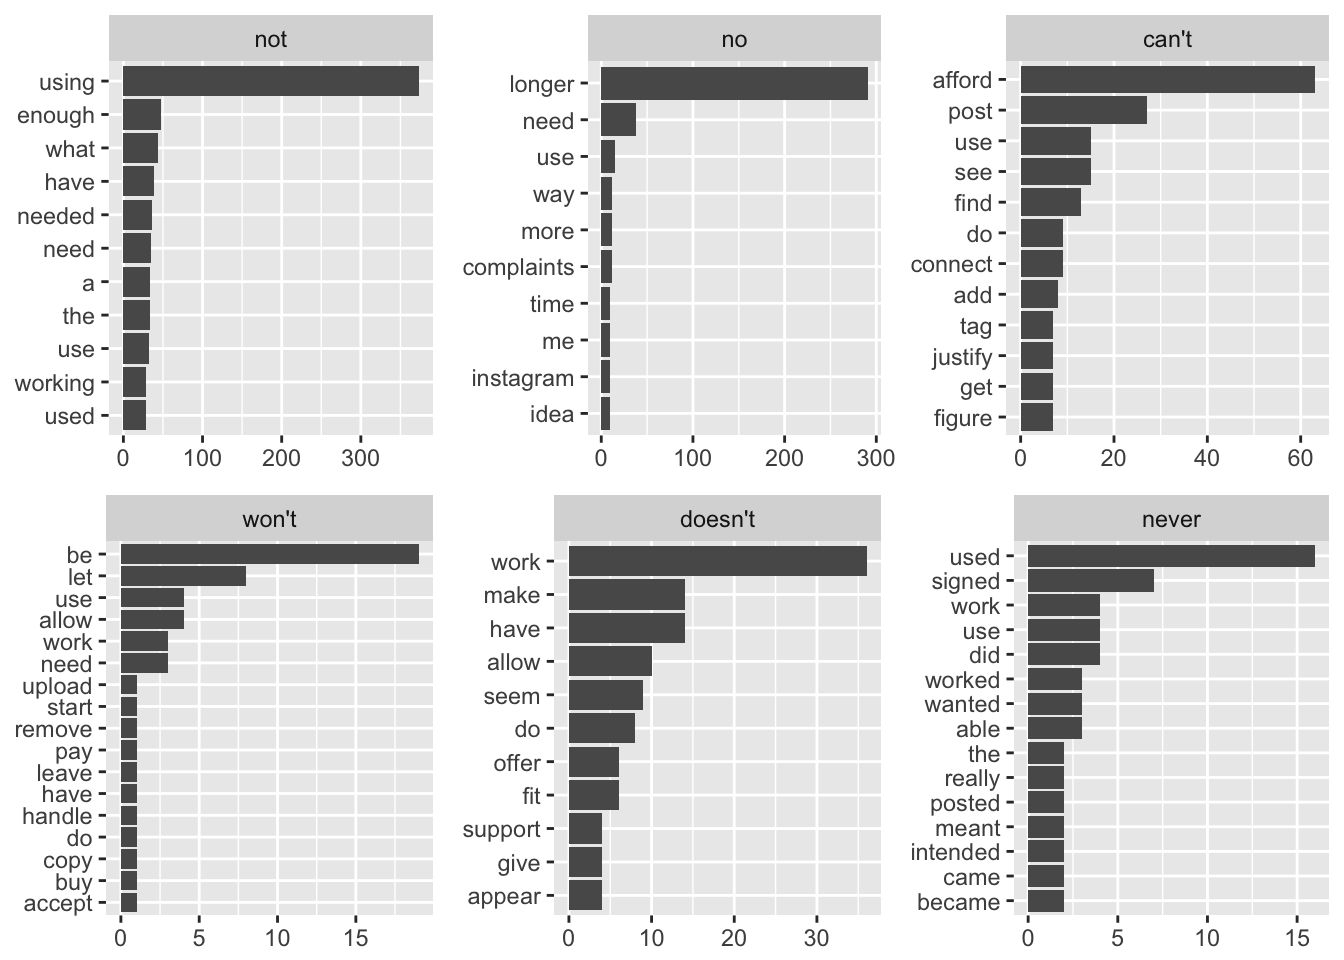 not
using
enough
what
have
needed
need
a
the
use
working
used
0 100 200 300
no
longer
need
use
way
more
complaints
time
me
instagram
idea
0 100 200 300
can't
afford
post
use
see
find
do
connect
add
tag
justify
get
figure
0 20 40 60
won't
be
let
use
allow
work
need
upload
start
remove
pay
leave
have
handle
do
copy
buy
accept
0 5 10 15
doesn't
work
make
have
allow
seem
do
offer
fit
support
give
appear
0 10 20 30
never
used
signed
work
use
did
worked
wanted
able
the
really
posted
meant
intended
came
became
0 5 10 15